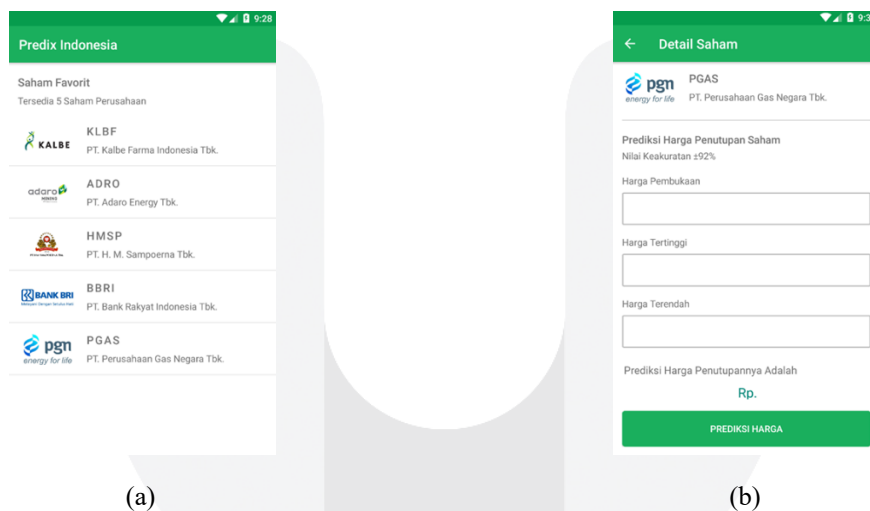 9:28
Predix Indonesia
Saham Favorit
Tersedia 5 Saham Perusahaan
KALBE
KLBF
PT. Kalbe Farma Indonesia Tbk.
adaro
ADRO
PT. Adaro Energy Tbk.
HMSP
PT. H. M. Sampoerna Tbk.
BANK BRI
BBRI
PT. Bank Rakyat Indonesia Tbk.
pgn
energy for life
PGAS
PT. Perusahaan Gas Negara Tbk.
(a)
9:3
Detail Saham
pgn
energy for life
PGAS
PT. Perusahaan Gas Negara Tbk.
Prediksi Harga Penutupan Saham
Nilai Keakuratan ±92%
Harga Pembukaan
Harga Tertinggi
Harga Terendah
Prediksi Harga Penutupannya Adalah
Rp.
PREDIKSI HARGA
(b)